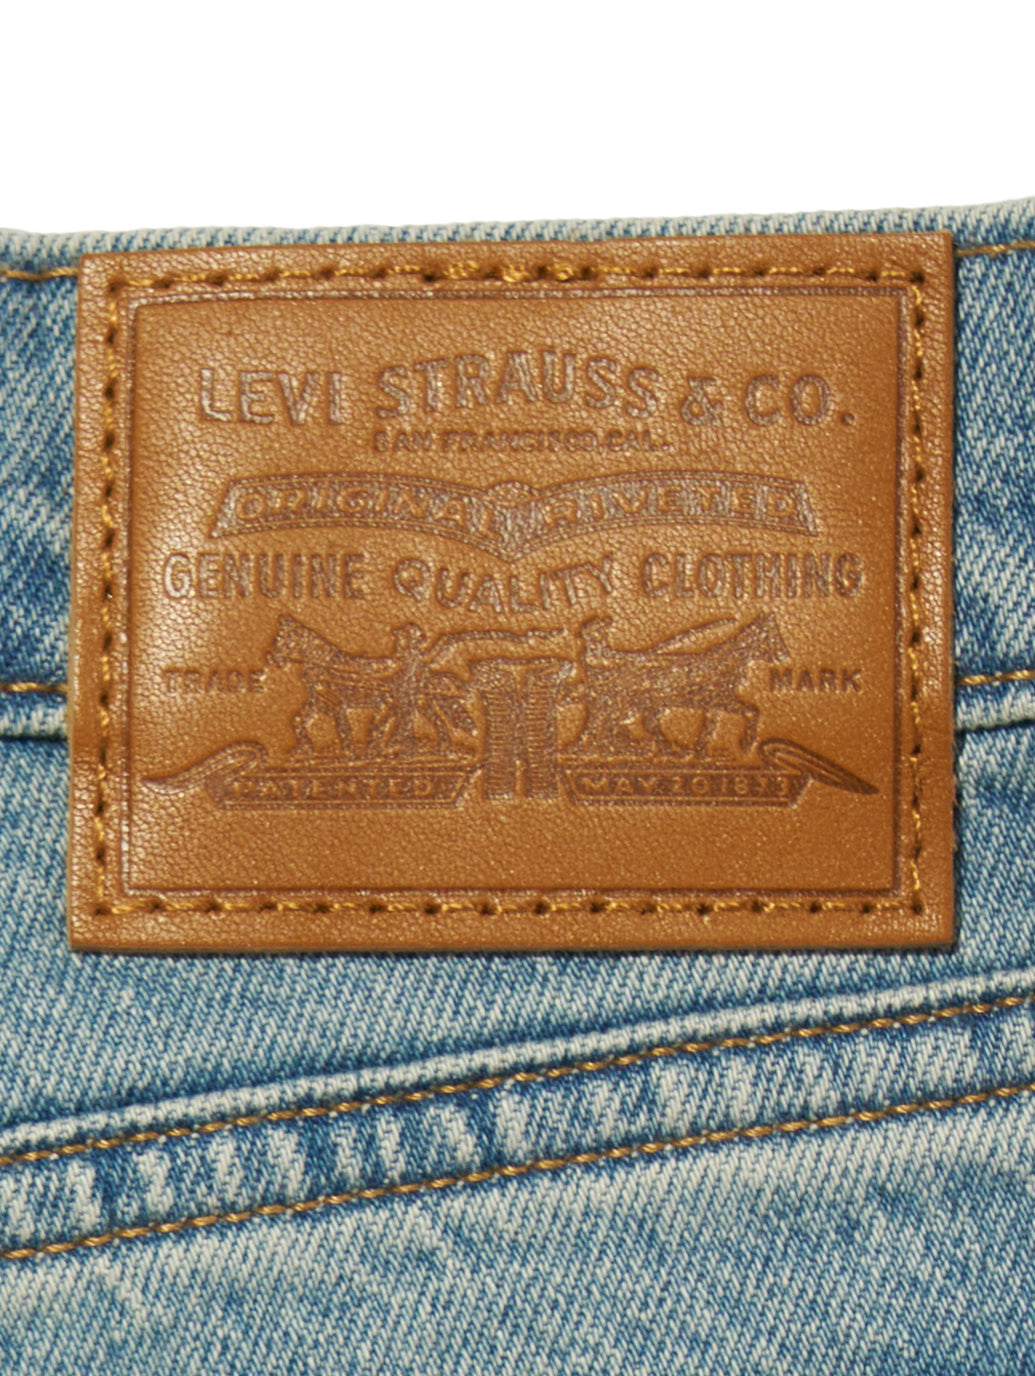 LEVI STRAUSS & CO.
SAN FRANCISCO, CAL.
ORIGINAL RIVETED
GENUINE QUALITY CLOTHING
TRADE MARK
PATENTED MAY 20 1873